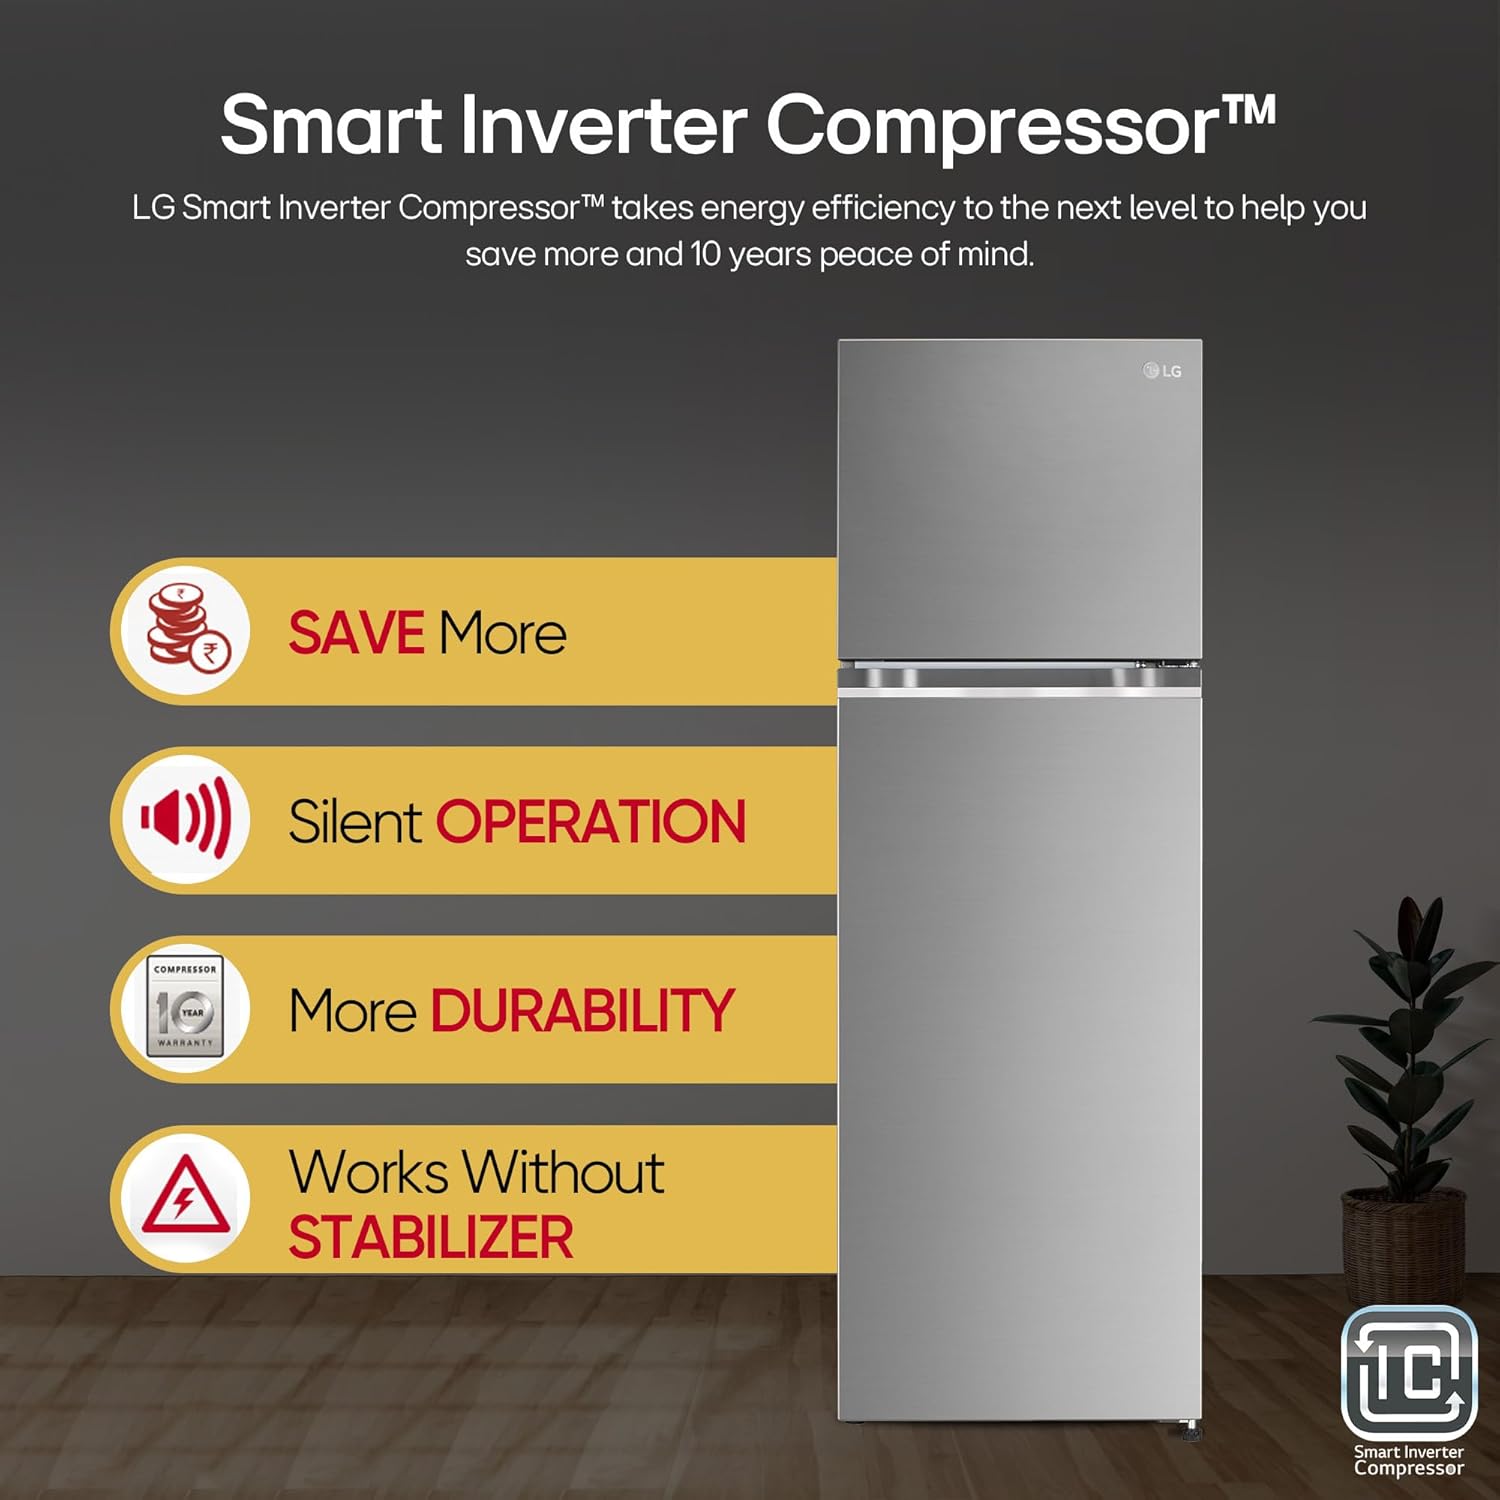 Smart Inverter Compressor™
LG Smart Inverter Compressor™ takes energy efficiency to the next level to help you
save more and 10 years peace of mind.
LG
₹
₹
SAVE More
Silent OPERATION
COMPRESSOR
10 YEAR
WARRANTY
More DURABILITY
Works Without
STABILIZER
IC
Smart Inverter
Compressor